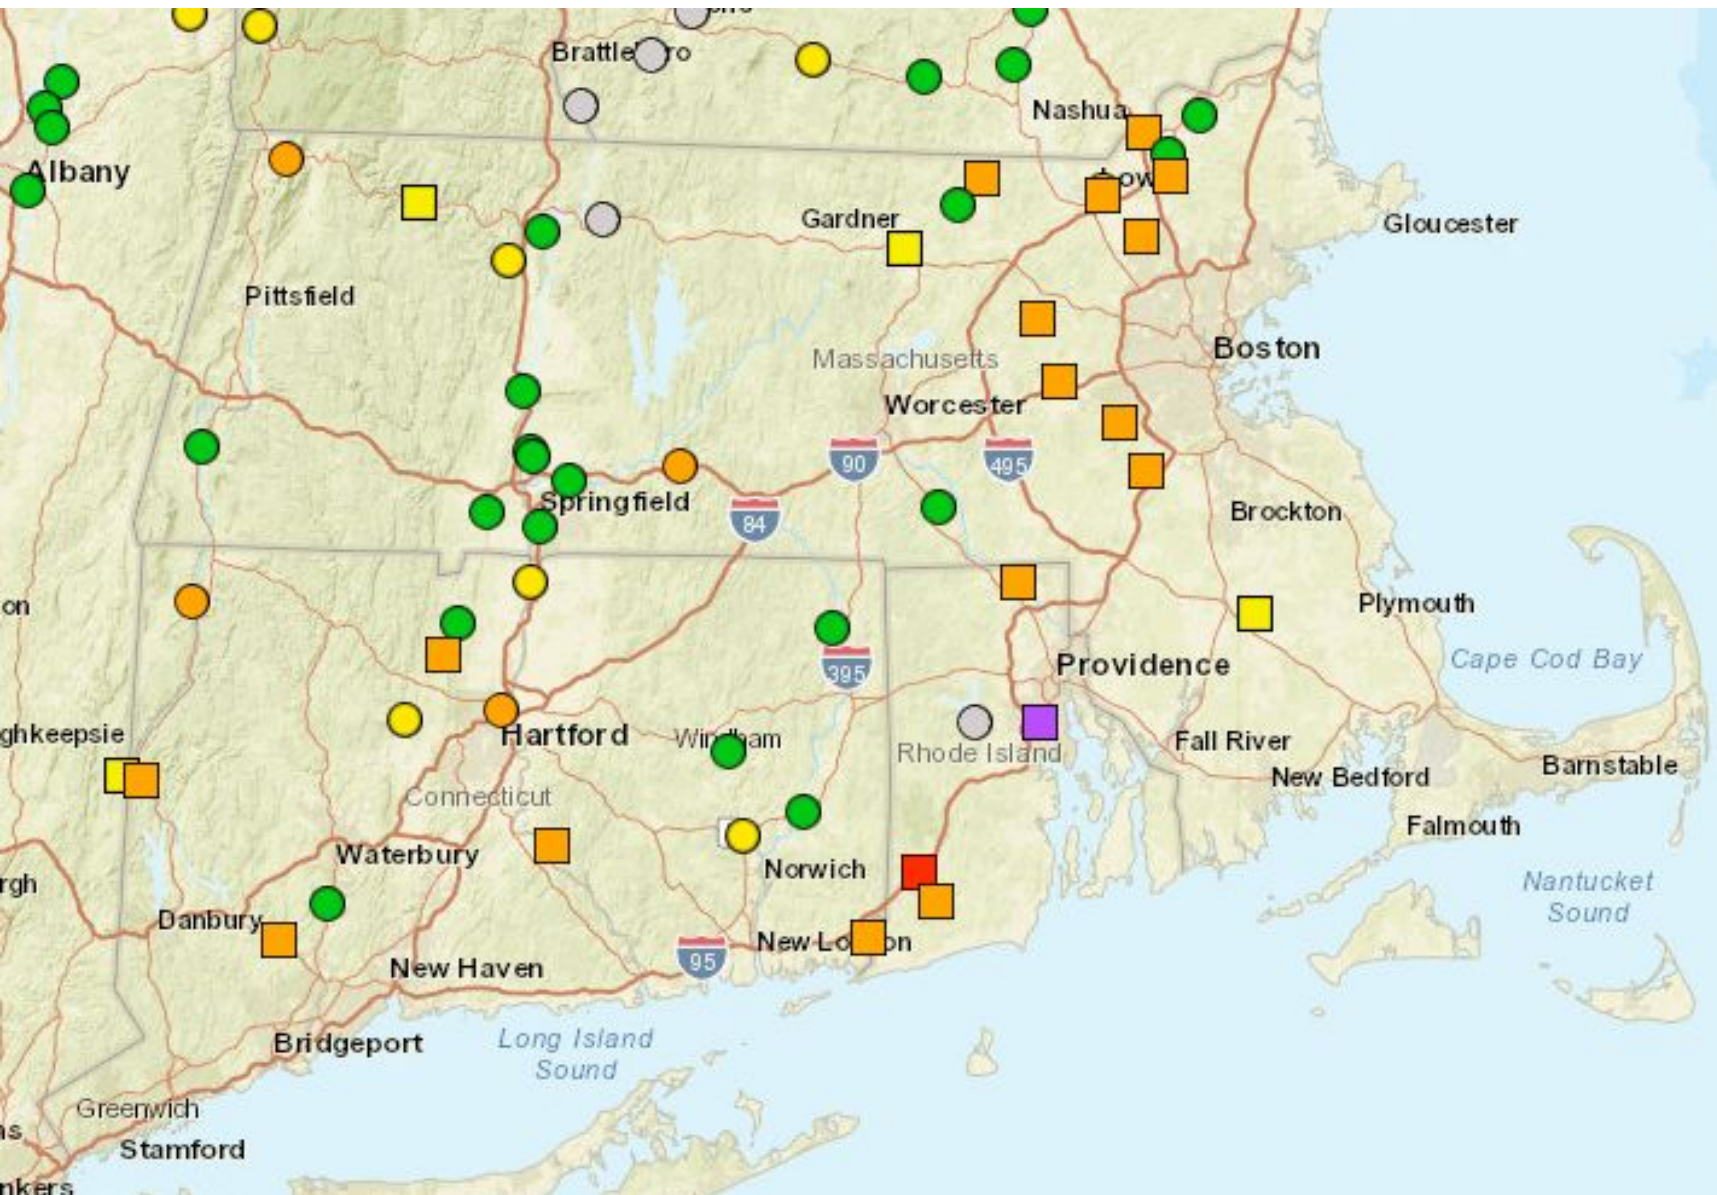 Nashua
Albany
Gardner
Gloucester
Pittsfield
Boston
Massachusetts
Worcester
90
495
Springfield
84
Brockton
on
Plymouth
Cape Cod Bay
Providence
395
ghkeepsie
Hartford
Rhode Island
Fall River
New Bedford
Barnstable
Connecticut
Falmouth
Waterbury
Norwich
rgh
Nantucket
Sound
Danbury
New
95
New Haven
Long Island
Sound
Bridgeport
Greenwich
Stamford
nkers